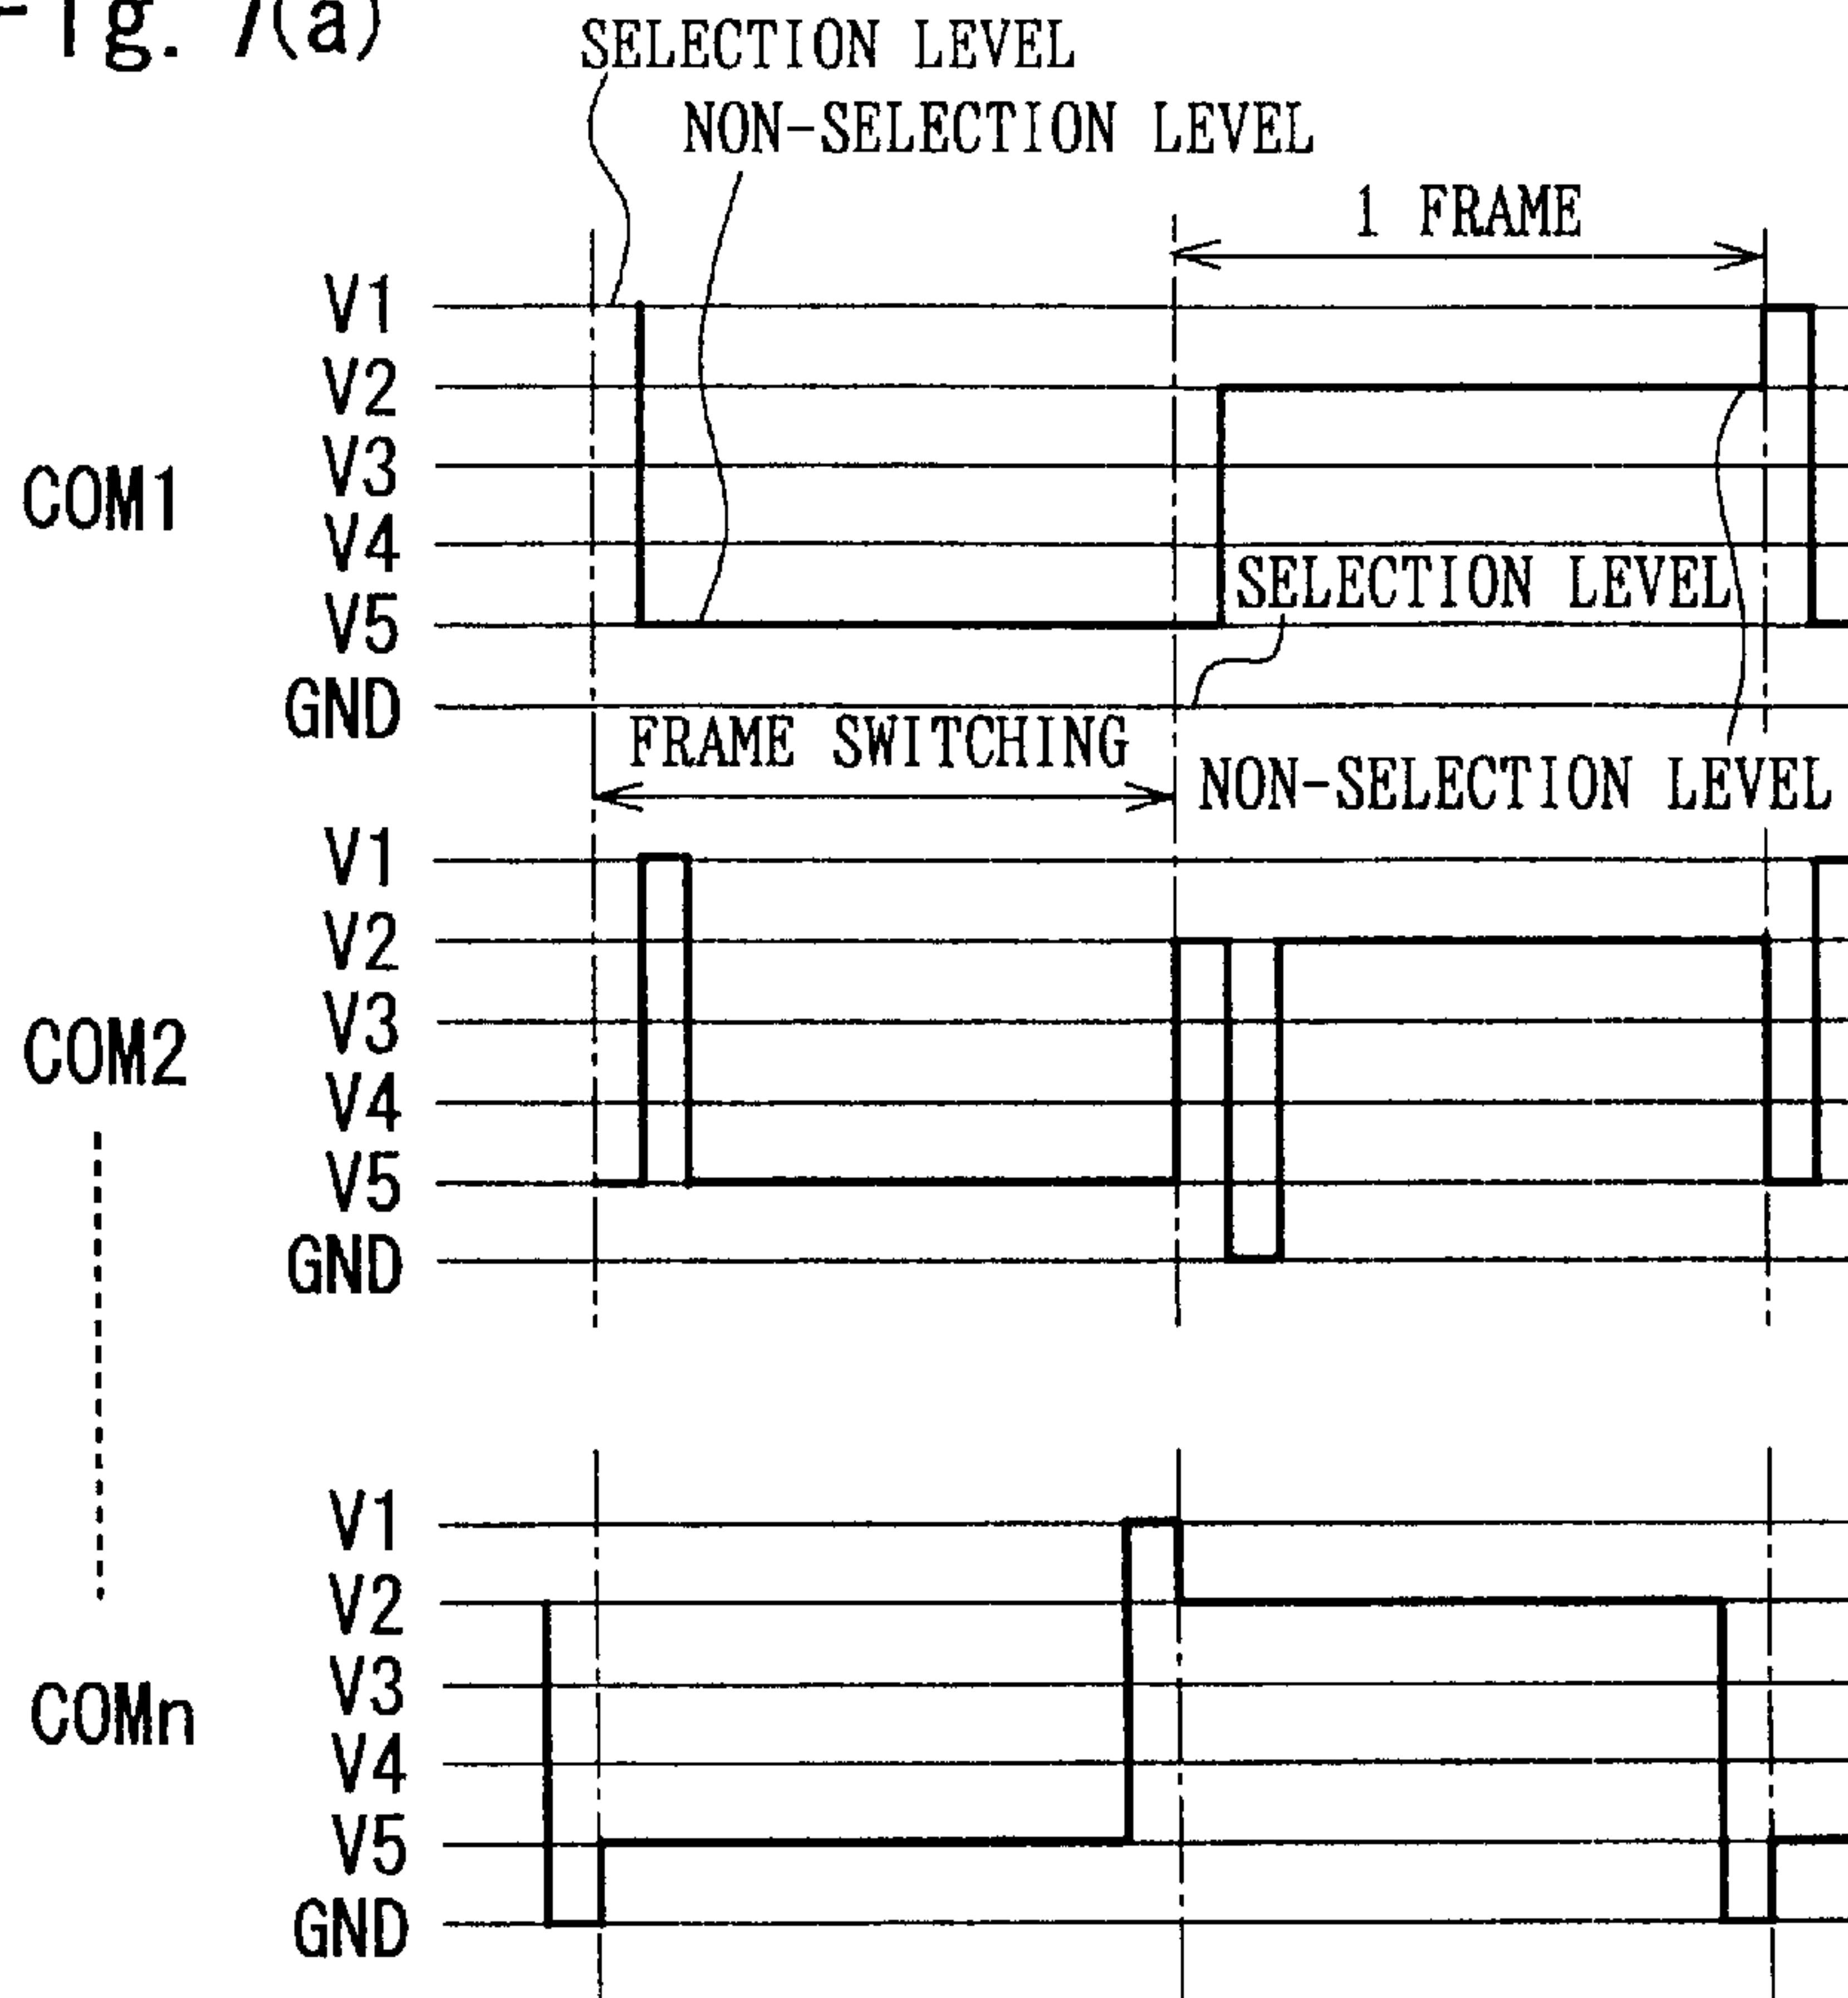 Fig. 7(a)
SELECTION LEVEL
NON-SELECTION LEVEL
1 FRAME
COM1
V1
V2
V3
V4
V5
GND
SELECTION LEVEL
FRAME SWITCHING
NON-SELECTION LEVEL
COM2
V1
V2
V3
V4
V5
GND
COMn
V1
V2
V3
V4
V5
GND